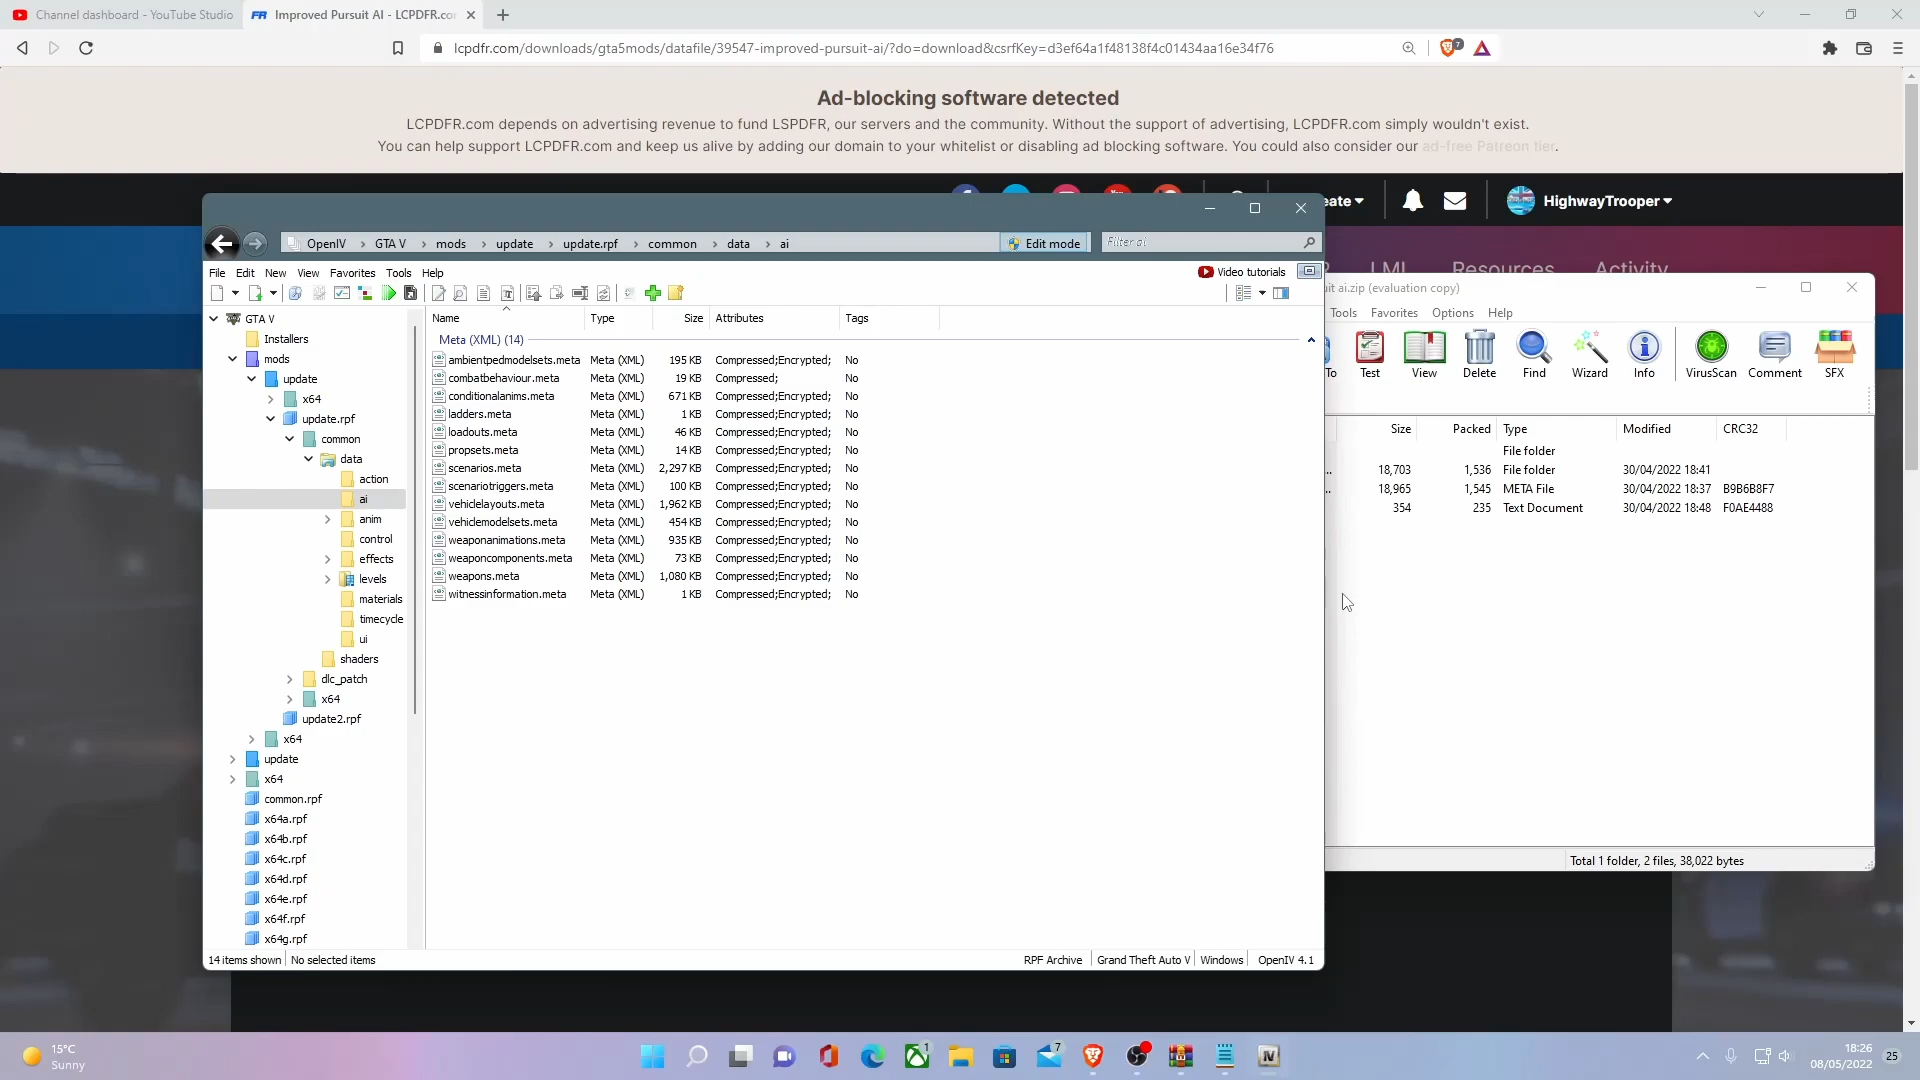 Channel dashboard - YouTube Studio
Improved Pursuit AI - LCPDFR.co
lcpdfr.com/downloads/gta5mods/datafile/39547-improved-pursuit-ai/?do=download&csrfKey=d3ef64a1f48138f4c01434aa16e34f76
7
Ad-blocking software detected
LCPDFR.com depends on advertising revenue to fund LSPDFR, our servers and the community. Without the support of advertising, LCPDFR.com simply wouldn't exist.
You can help support LCPDFR.com and keep us alive by adding our domain to your whitelist or disabling ad blocking software. You could also consider our ad-free Patreon tier.
eate
HighwayTrooper
LML Resources Activity
OpenIV GTA V mods update update.rpf common data ai
Edit mode
Filter ai
File Edit New View Favorites Tools Help
Video tutorials
Name Type Size Attributes Tags
Meta (XML) (14)
ambientpedmodelsets.meta Meta (XML) 195 KB Compressed;Encrypted; No
combatbehaviour.meta Meta (XML) 19 KB Compressed; No
conditionalanims.meta Meta (XML) 671 KB Compressed;Encrypted; No
ladders.meta Meta (XML) 1 KB Compressed;Encrypted; No
loadouts.meta Meta (XML) 46 KB Compressed;Encrypted; No
propsets.meta Meta (XML) 14 KB Compressed;Encrypted; No
scenarios.meta Meta (XML) 2,297 KB Compressed;Encrypted; No
scenariotriggers.meta Meta (XML) 100 KB Compressed;Encrypted; No
vehiclelayouts.meta Meta (XML) 1,962 KB Compressed;Encrypted; No
vehiclemodelsets.meta Meta (XML) 454 KB Compressed;Encrypted; No
weaponanimations.meta Meta (XML) 935 KB Compressed;Encrypted; No
weaponcomponents.meta Meta (XML) 73 KB Compressed;Encrypted; No
weapons.meta Meta (XML) 1,080 KB Compressed;Encrypted; No
witnessinformation.meta Meta (XML) 1 KB Compressed;Encrypted; No
GTA V
Installers
mods
update
x64
update.rpf
common
data
action
ai
anim
control
effects
levels
materials
timecycle
ui
shaders
dlc_patch
x64
update2.rpf
x64
update
x64
common.rpf
x64a.rpf
x64b.rpf
x64c.rpf
x64d.rpf
x64e.rpf
x64f.rpf
x64g.rpf
14 items shown No selected items
RPF Archive Grand Theft Auto V Windows OpenIV 4.1
uit ai.zip (evaluation copy)
Tools Favorites Options Help
To Test View Delete Find Wizard Info VirusScan Comment SFX
Size Packed Type Modified CRC32
File folder
.. 18,703 1,536 File folder 30/04/2022 18:41
.. 18,965 1,545 META File 30/04/2022 18:37 B9B6B8F7
354 235 Text Document 30/04/2022 18:48 F0AE4488
Total 1 folder, 2 files, 38,022 bytes
15°C
Sunny
1
7
18:26
08/05/2022
25